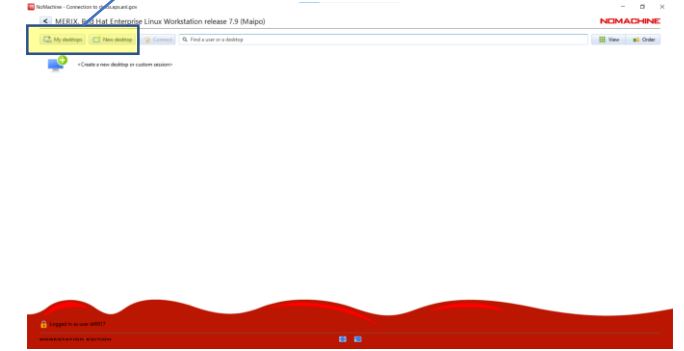 NoMachine - Connection to
MERIX, Red Hat Enterprise Linux Workstation release 7.9 (Maipo)
NOMACHINE
My desktops New desktop Connect Find a user or a desktop View Order
<Create a new desktop or custom session>
Logged in as user